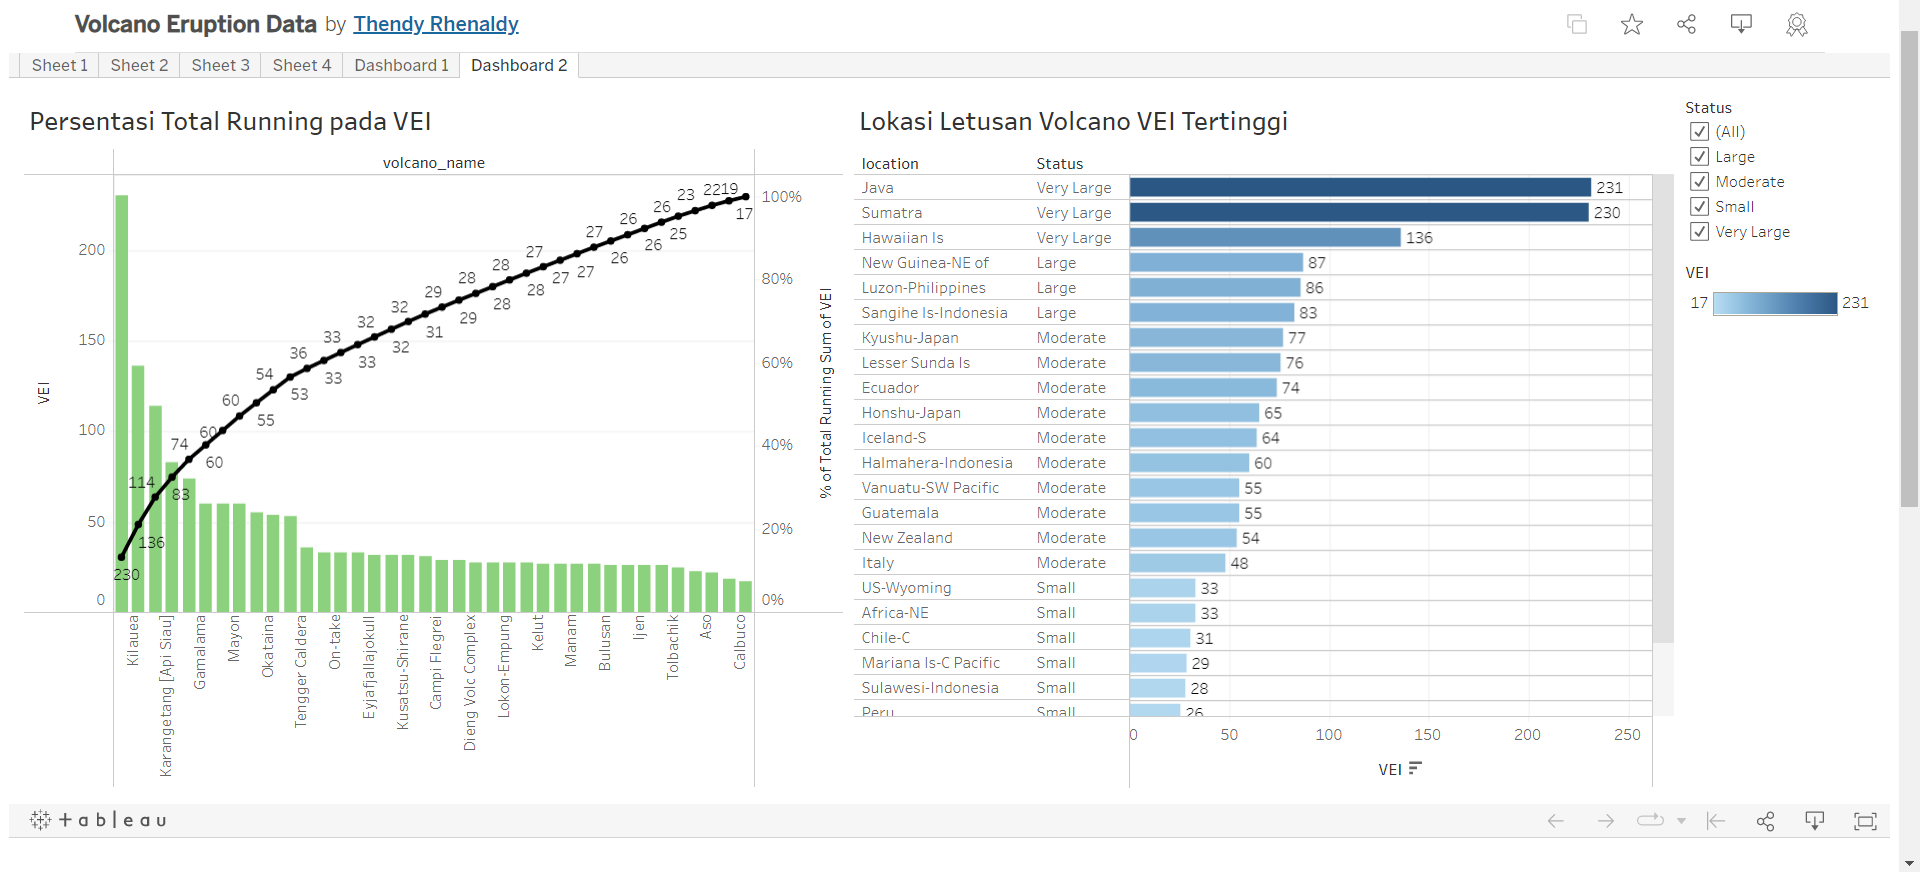 Volcano Eruption Data by Thendy Rhenaldy
Sheet 1 Sheet 2 Sheet 3 Sheet 4 Dashboard 1 Dashboard 2
Persentasi Total Running pada VEI
volcano_name
VEI
200
150
100
50
0
100%
80%
60%
40%
20%
0%
% of Total Running Sum of VEI
230
136
114
83
74
60
60
60
55
54
53
36
33
33
33
32
32
32
31
29
29
28
28
28
28
27
27
27
27
26
26
26
26
25
23
2219
17
Kilauea
Karangetang [Api Siau]
Gamalama
Mayon
Okataina
Tengger Caldera
On-take
Eyjafjallajokull
Kusatsu-Shirane
Campi Flegrei
Dieng Volc Complex
Lokon-Empung
Kelut
Manam
Bulusan
Ijen
Tolbachik
Aso
Calbuco
Lokasi Letusan Volcano VEI Tertinggi
location Status
Java Very Large 231
Sumatra Very Large 230
Hawaiian Is Very Large 136
New Guinea-NE of Large 87
Luzon-Philippines Large 86
Sangihe Is-Indonesia Large 83
Kyushu-Japan Moderate 77
Lesser Sunda Is Moderate 76
Ecuador Moderate 74
Honshu-Japan Moderate 65
Iceland-S Moderate 64
Halmahera-Indonesia Moderate 60
Vanuatu-SW Pacific Moderate 55
Guatemala Moderate 55
New Zealand Moderate 54
Italy Moderate 48
US-Wyoming Small 33
Africa-NE Small 33
Chile-C Small 31
Mariana Is-C Pacific Small 29
Sulawesi-Indonesia Small 28
Peru Small 26
0 50 100 150 200 250
VEI
Status
(All)
Large
Moderate
Small
Very Large
VEI
17 231
+ableau